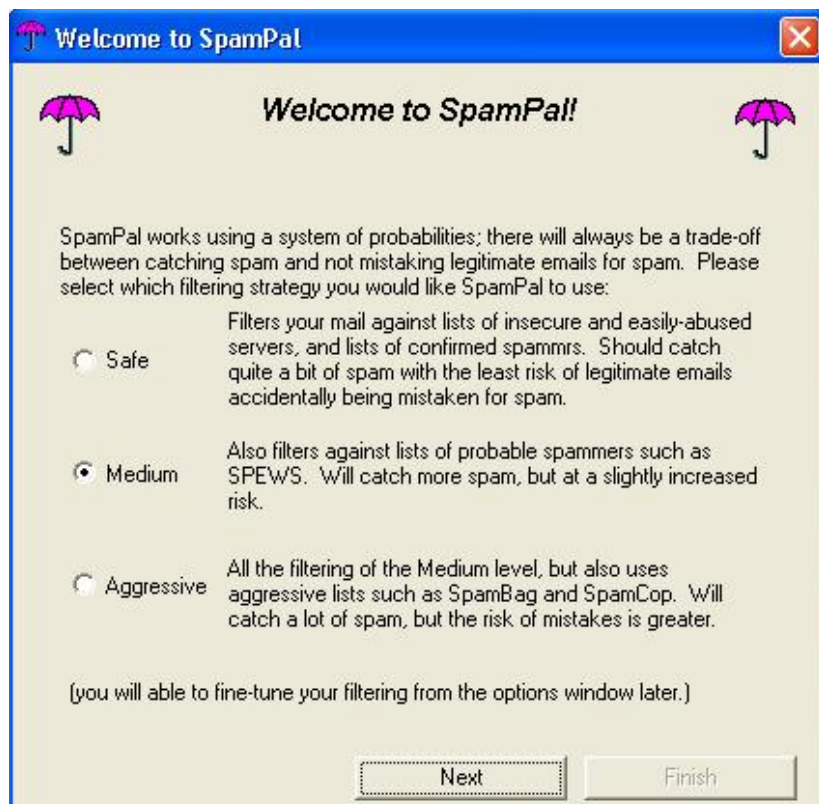 Welcome to SpamPal
Welcome to SpamPal!
SpamPal works using a system of probabilities; there will always be a trade-off
between catching spam and not mistaking legitimate emails for spam. Please
select which filtering strategy you would like SpamPal to use:
Safe
Filters your mail against lists of insecure and easily-abused
servers, and lists of confirmed spammrs. Should catch
quite a bit of spam with the least risk of legitimate emails
accidentally being mistaken for spam.
Medium
Also filters against lists of probable spammers such as
SPEWS. Will catch more spam, but at a slightly increased
risk.
Aggressive
All the filtering of the Medium level, but also uses
aggressive lists such as SpamBag and SpamCop. Will
catch a lot of spam, but the risk of mistakes is greater.
(you will able to fine-tune your filtering from the options window later.)
Next
Finish